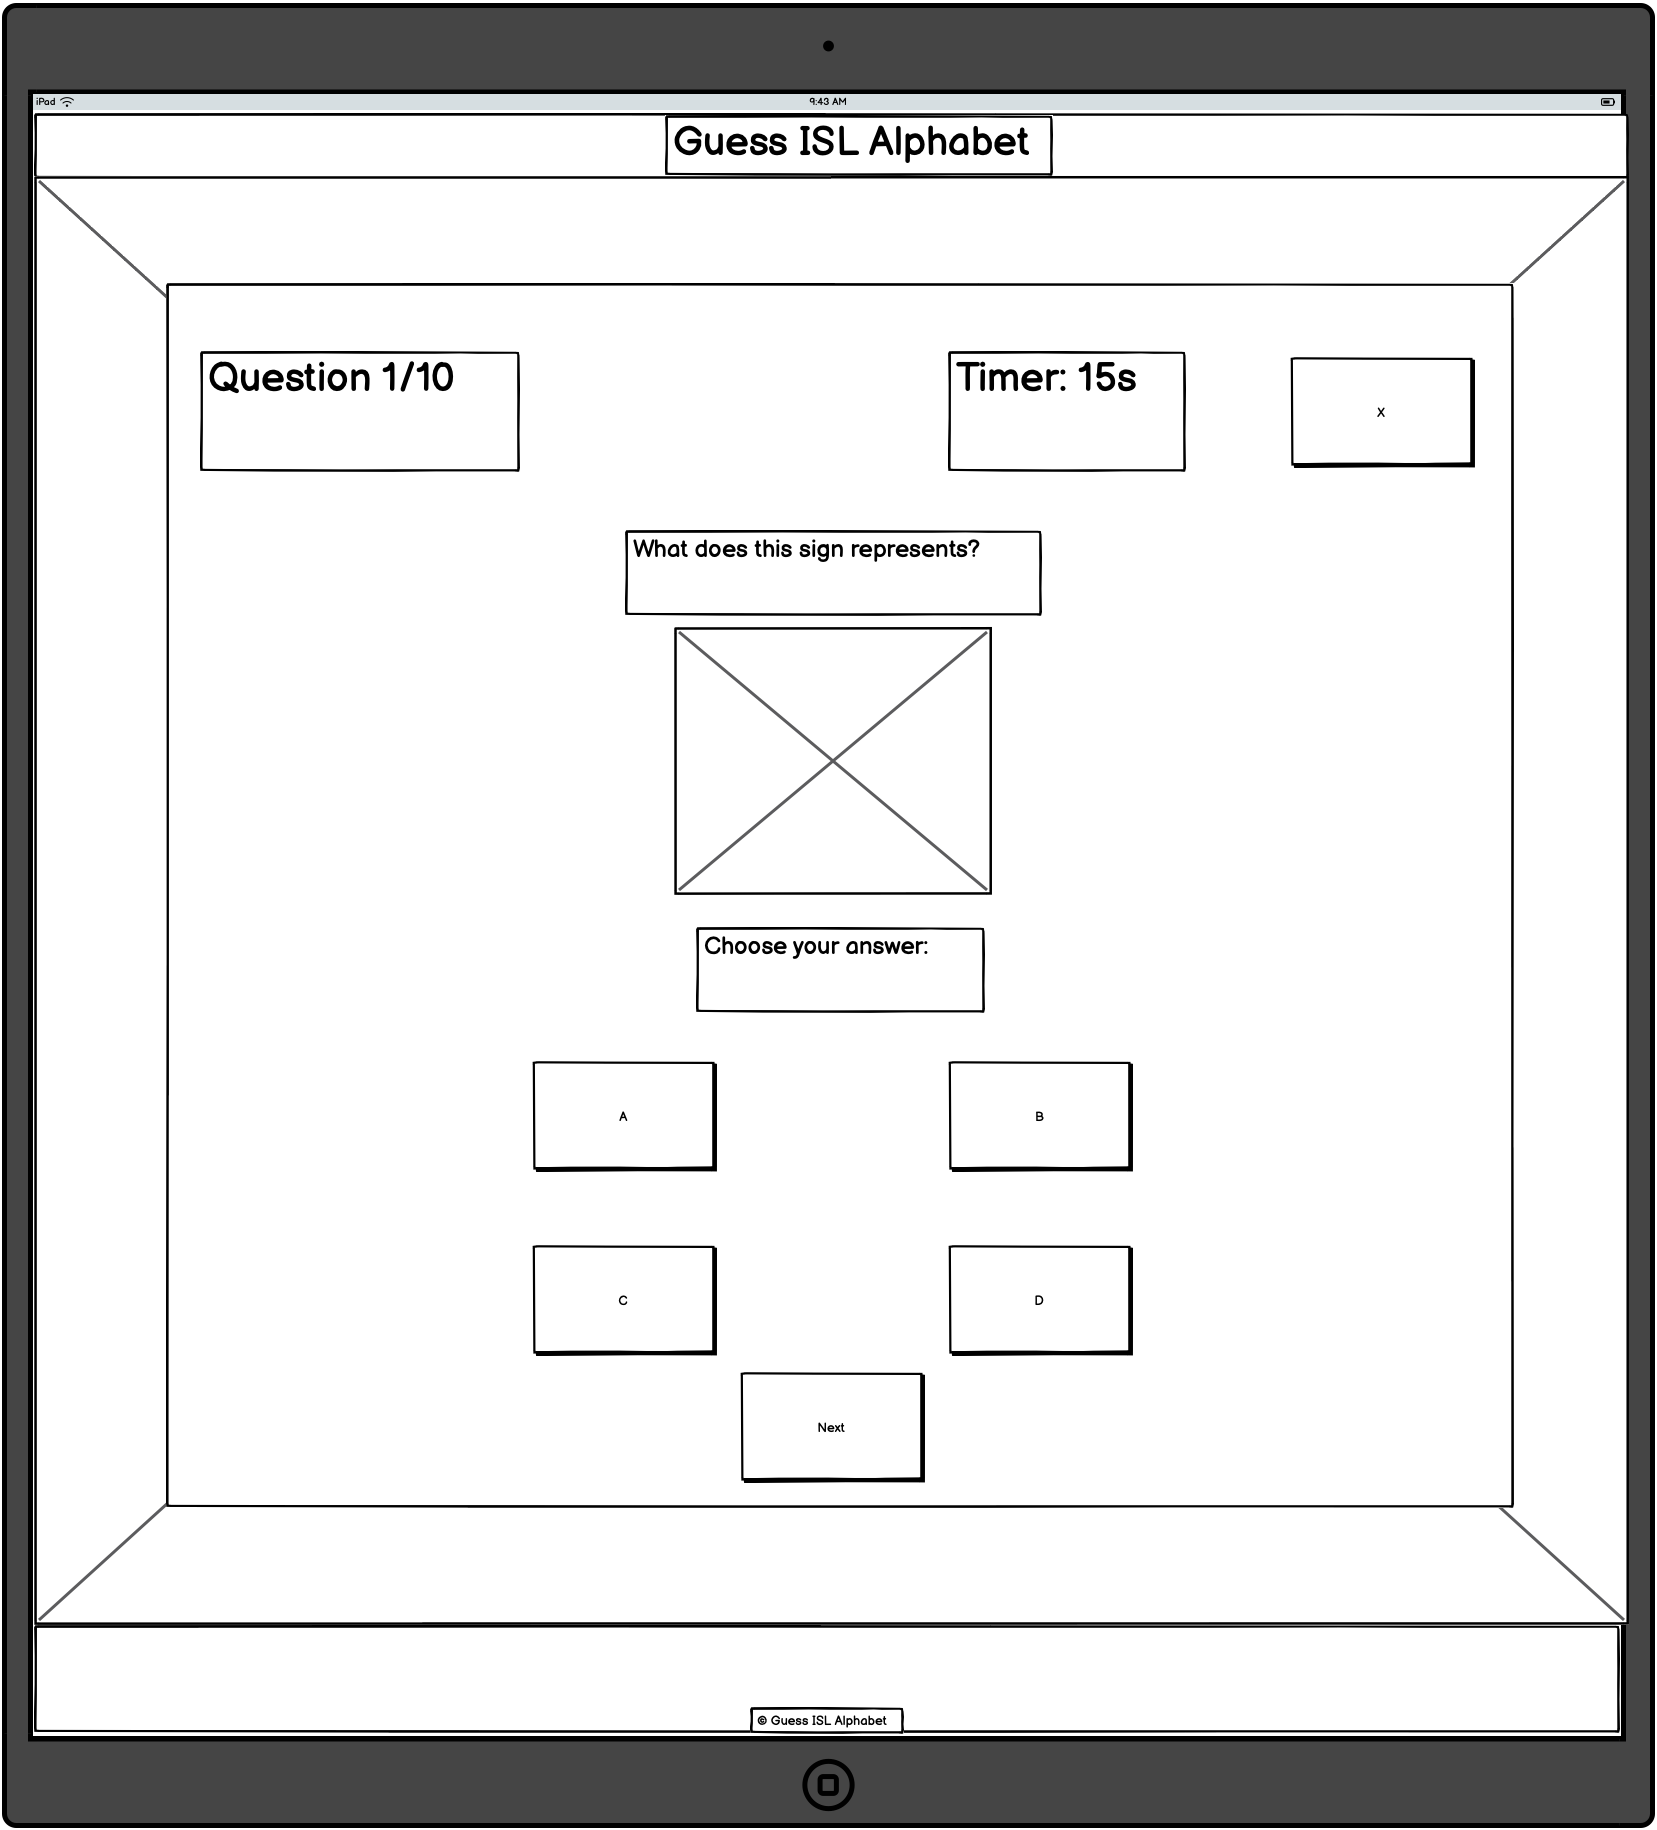 iPad
9:43 AM
Guess ISL Alphabet
Question 1/10
Timer: 15s
X
What does this sign represents?
Choose your answer:
A
B
C
D
Next
© Guess ISL Alphabet